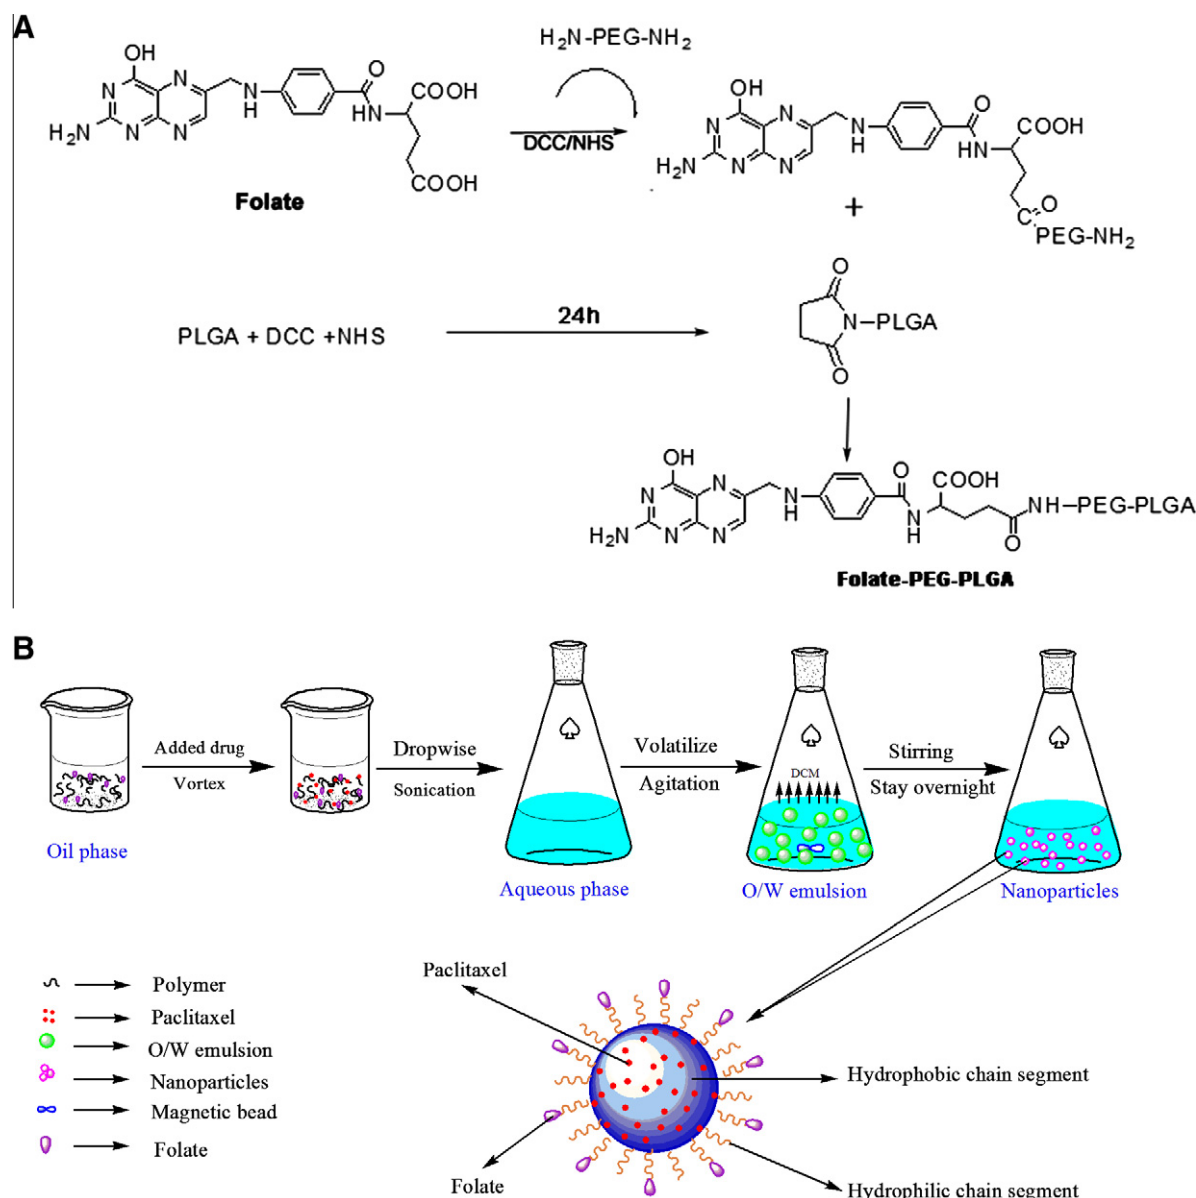 A
H₂N-PEG-NH₂
OH
N
N
N
N
H₂N
N
H
O
HN
COOH
COOH
Folate
DCC/NHS
OH
N
N
N
N
H₂N
N
H
O
HN
COOH
C
O
PEG-NH₂
+
PLGA + DCC +NHS
24h
O
N-PLGA
O
OH
N
N
N
N
H₂N
N
H
O
N
H
COOH
O
NH-PEG-PLGA
Folate-PEG-PLGA
B
Added drug
Vortex
Dropwise
Sonication
Volatilize
Agitation
DCM
Stirring
Stay overnight
Oil phase
Aqueous phase
O/W emulsion
Nanoparticles
Polymer
Paclitaxel
O/W emulsion
Nanoparticles
Magnetic bead
Folate
Paclitaxel
Hydrophobic chain segment
Folate
Hydrophilic chain segment